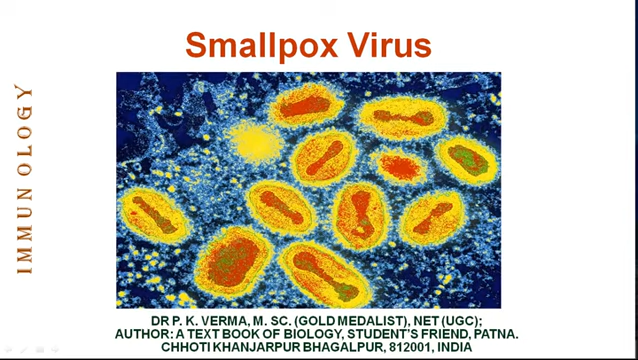 Smallpox Virus
IMMUNOLOGY
DR P. K. VERMA, M. SC. (GOLD MEDALIST), NET (UGC);
AUTHOR: A TEXT BOOK OF BIOLOGY, STUDENT'S FRIEND, PATNA.
CHHOTI KHANJARPUR BHAGALPUR, 812001, INDIA